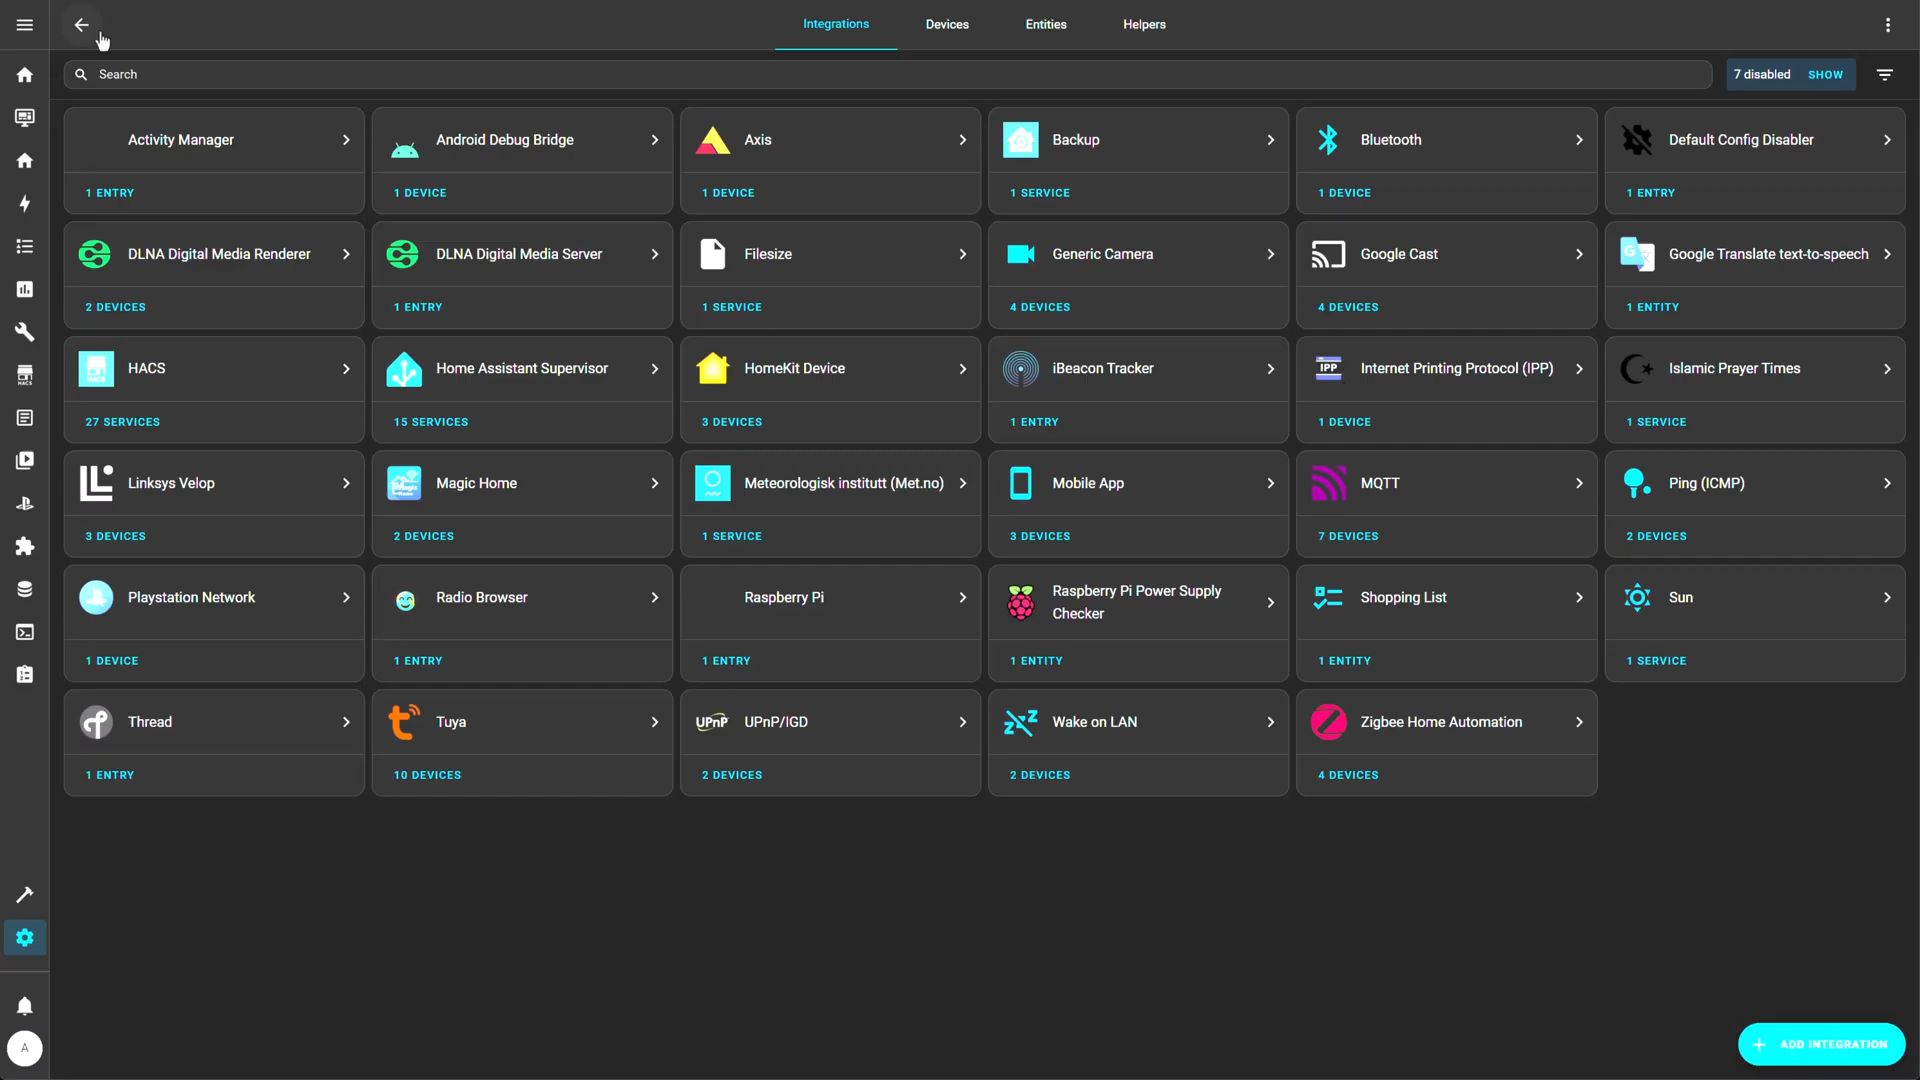 Integrations
Devices
Entities
Helpers
Search
7 disabled
SHOW
Activity Manager
1 ENTRY
Android Debug Bridge
1 DEVICE
Axis
1 DEVICE
Backup
1 SERVICE
Bluetooth
1 DEVICE
Default Config Disabler
1 ENTRY
DLNA Digital Media Renderer
2 DEVICES
DLNA Digital Media Server
1 ENTRY
Filesize
1 SERVICE
Generic Camera
4 DEVICES
Google Cast
4 DEVICES
G
Google Translate text-to-speech
1 ENTITY
HACS
HACS
HACS
27 SERVICES
Home Assistant Supervisor
15 SERVICES
HomeKit Device
3 DEVICES
iBeacon Tracker
1 ENTRY
IPP
Internet Printing Protocol (IPP)
1 DEVICE
Islamic Prayer Times
1 SERVICE
Linksys Velop
3 DEVICES
Magic Home
Magic Home
2 DEVICES
Meteorologisk institutt (Met.no)
1 SERVICE
Mobile App
3 DEVICES
MQTT
7 DEVICES
Ping (ICMP)
2 DEVICES
Playstation Network
1 DEVICE
Radio Browser
1 ENTRY
Raspberry Pi
1 ENTRY
Raspberry Pi Power Supply
Checker
1 ENTITY
Shopping List
1 ENTITY
Sun
1 SERVICE
Thread
1 ENTRY
Tuya
10 DEVICES
UPnP
UPnP/IGD
2 DEVICES
Wake on LAN
2 DEVICES
Zigbee Home Automation
4 DEVICES
A
ADD INTEGRATION